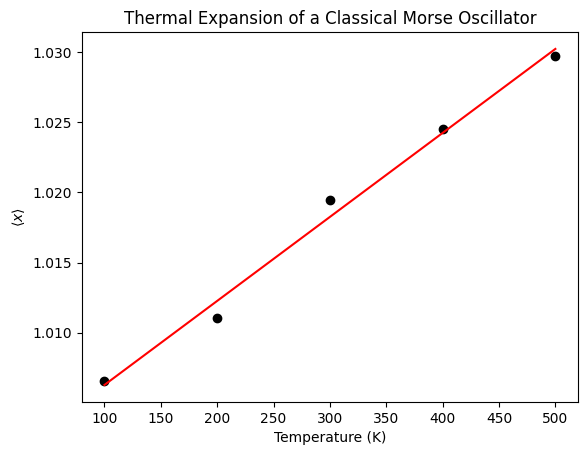 Thermal Expansion of a Classical Morse Oscillator
1.030
1.025
1.020
1.015
1.010
⟨x⟩
100 150 200 250 300 350 400 450 500
Temperature (K)